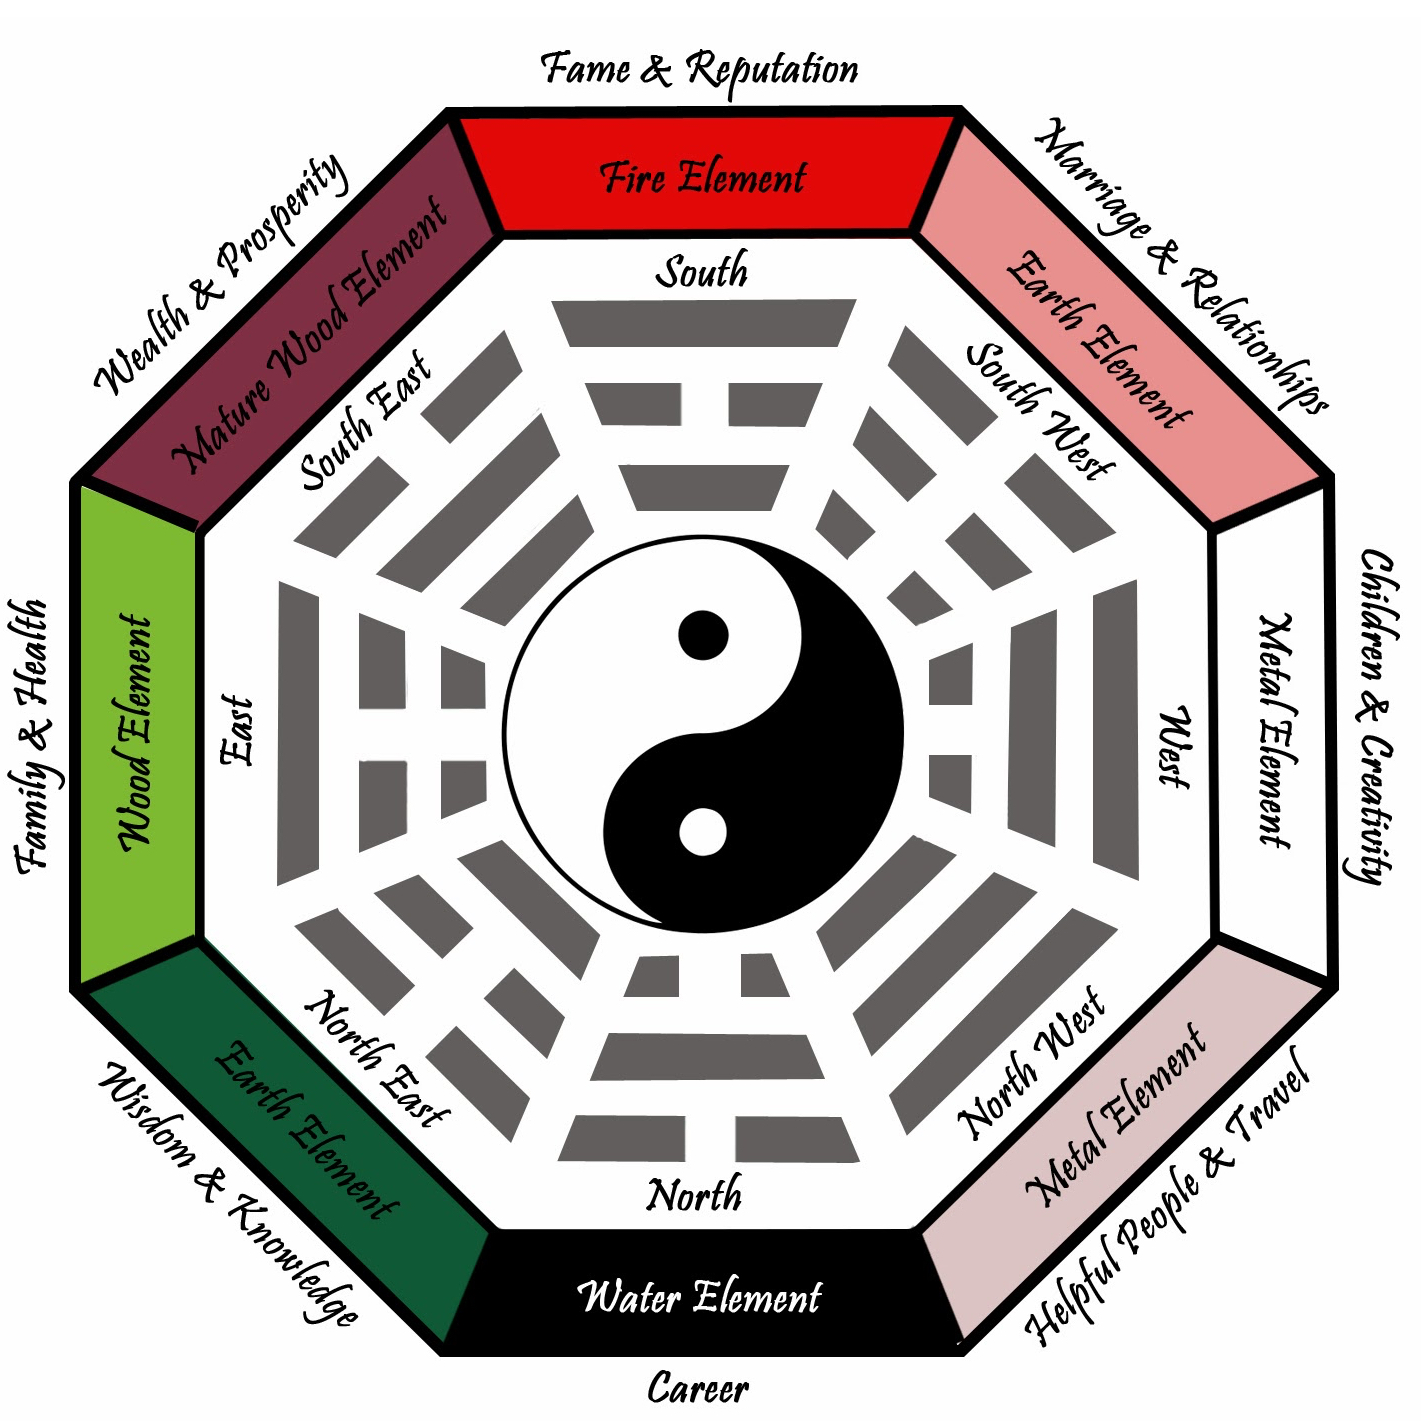 Fame & Reputation
Fire Element
South
Marriage & Relationships
Earth Element
South West
Children & Creativity
Metal Element
West
Helpful People & Travel
Metal Element
North West
Career
Water Element
North
Wisdom & Knowledge
Earth Element
North East
Family & Health
Wood Element
East
Wealth & Prosperity
Mature Wood Element
South East